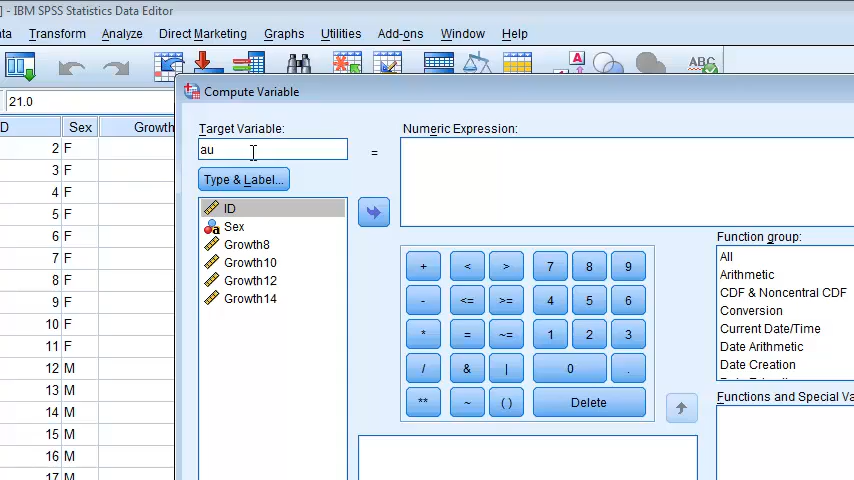 ] - IBM SPSS Statistics Data Editor
ta Transform Analyze Direct Marketing Graphs Utilities Add-ons Window Help
A
ABC
21.0
Compute Variable
D Sex Growth
2 F
3 F
4 F
5 F
6 F
7 F
8 F
9 F
10 F
11 F
12 M
13 M
14 M
15 M
16 M
17 M
Target Variable:
au
=
Type & Label...
ID
Sex
Growth8
Growth10
Growth12
Growth14
Numeric Expression:
+ < > 7 8 9
- <= >= 4 5 6
* = ~= 1 2 3
/ & | 0 .
** ~ ( ) Delete
Function group:
All
Arithmetic
CDF & Noncentral CDF
Conversion
Current Date/Time
Date Arithmetic
Date Creation
Functions and Special Va